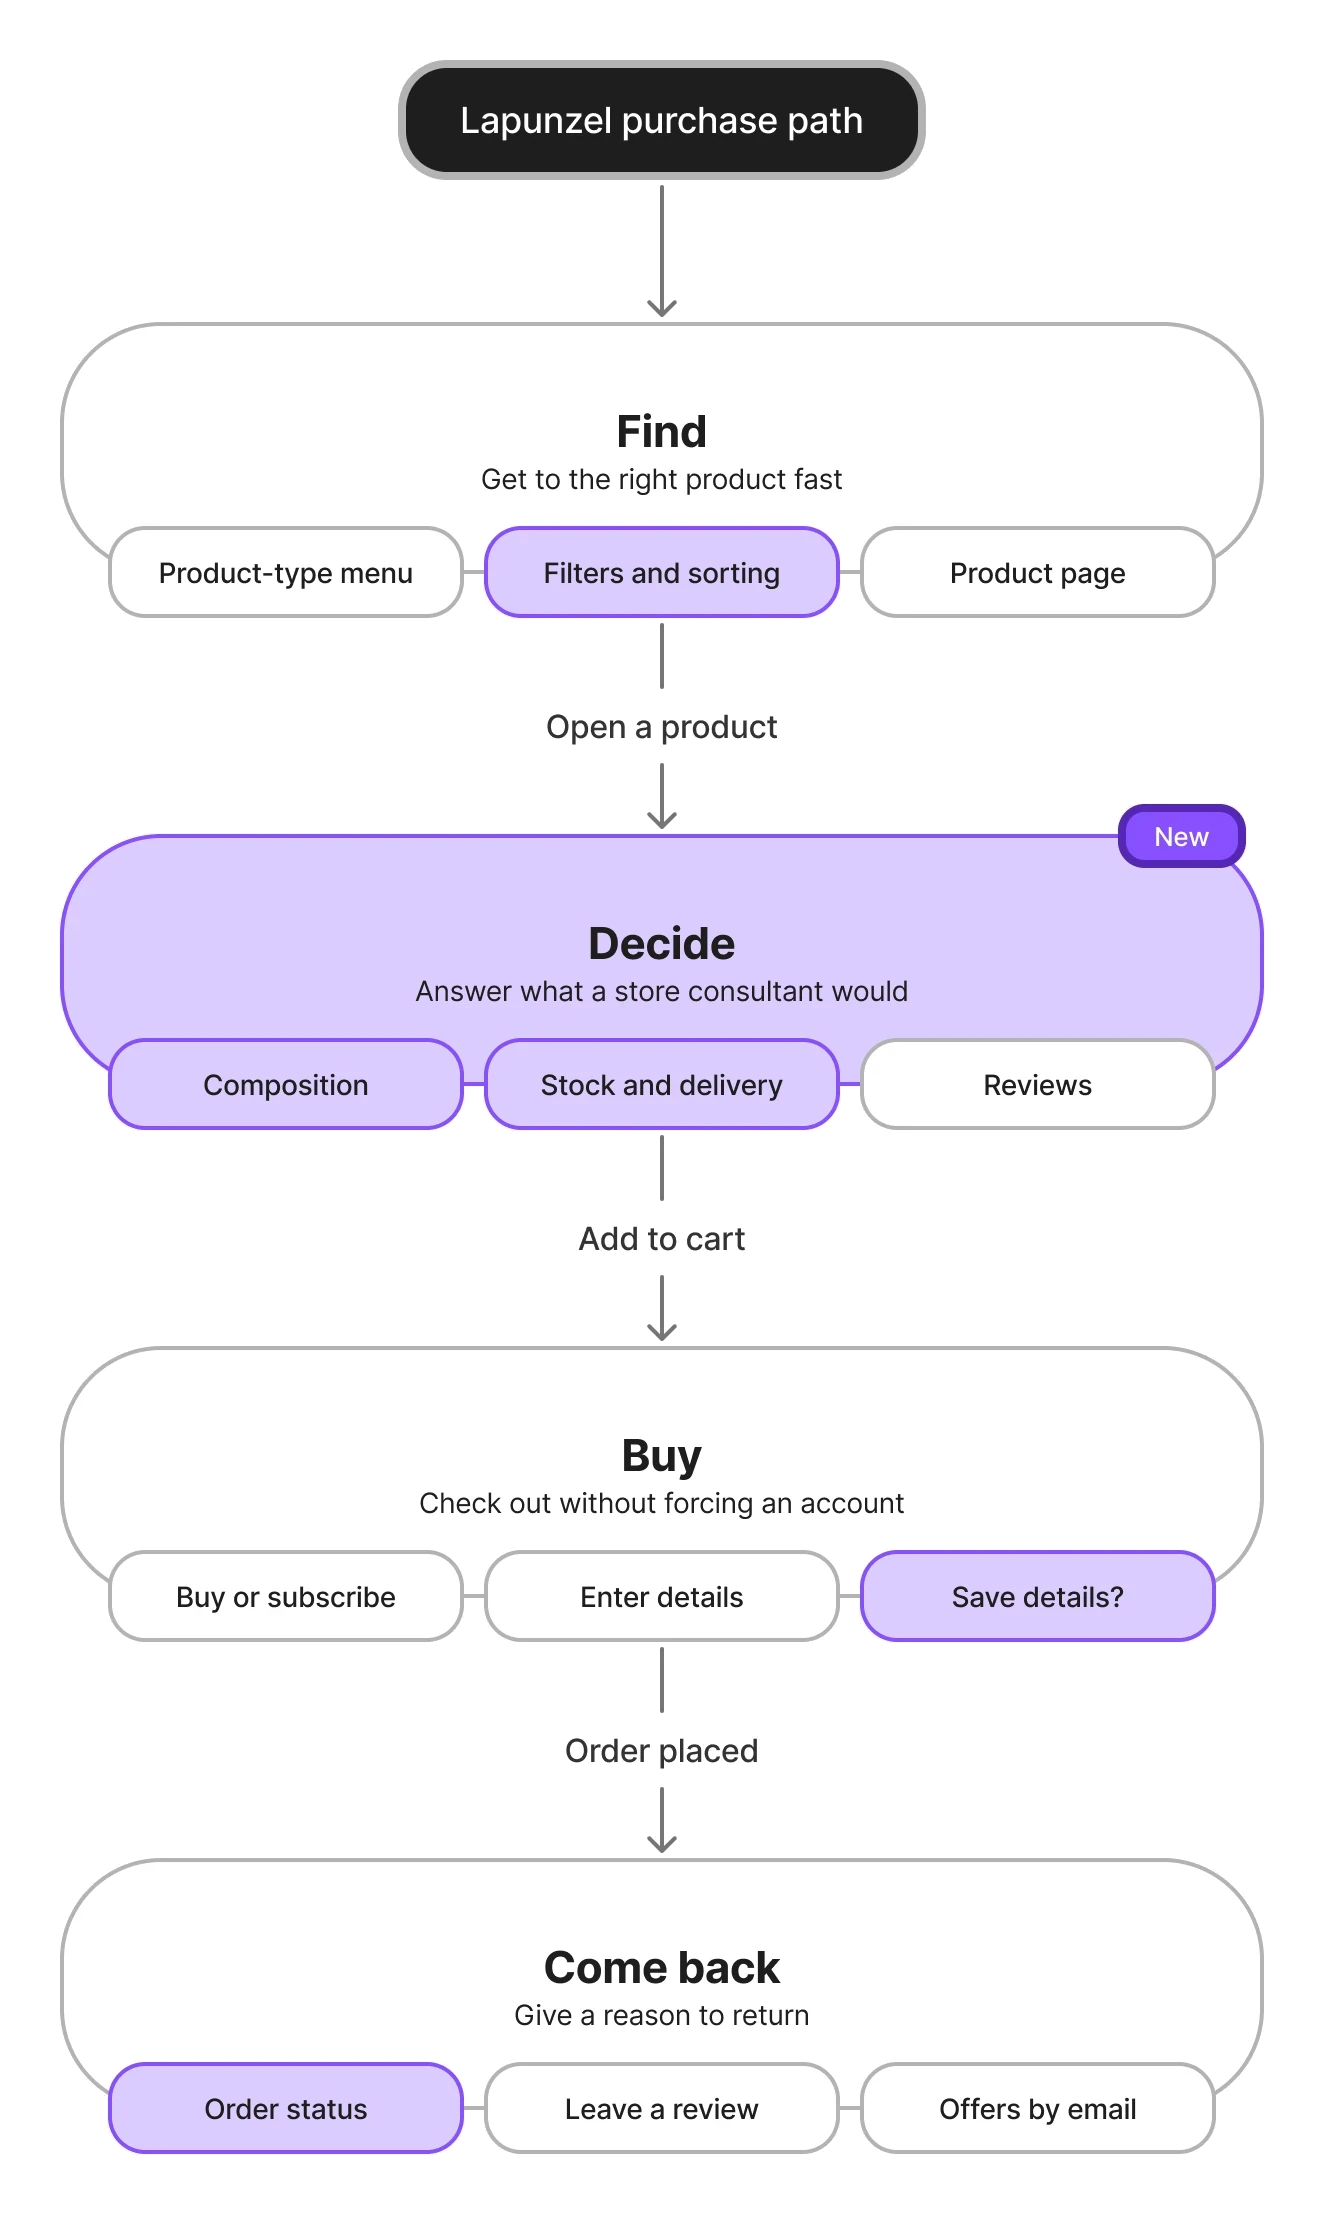 Lapunzel purchase path
Find
Get to the right product fast
Product-type menu
Filters and sorting
Product page
Open a product
New
Decide
Answer what a store consultant would
Composition
Stock and delivery
Reviews
Add to cart
Buy
Check out without forcing an account
Buy or subscribe
Enter details
Save details?
Order placed
Come back
Give a reason to return
Order status
Leave a review
Offers by email